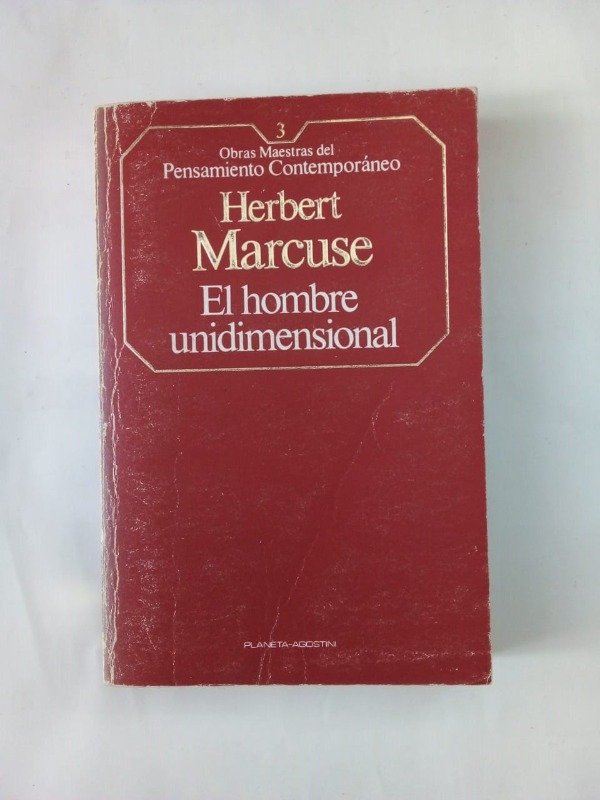 3
Obras Maestras del
Pensamiento Contemporáneo
Herbert
Marcuse
El hombre
unidimensional
PLANETA-AGOSTINI